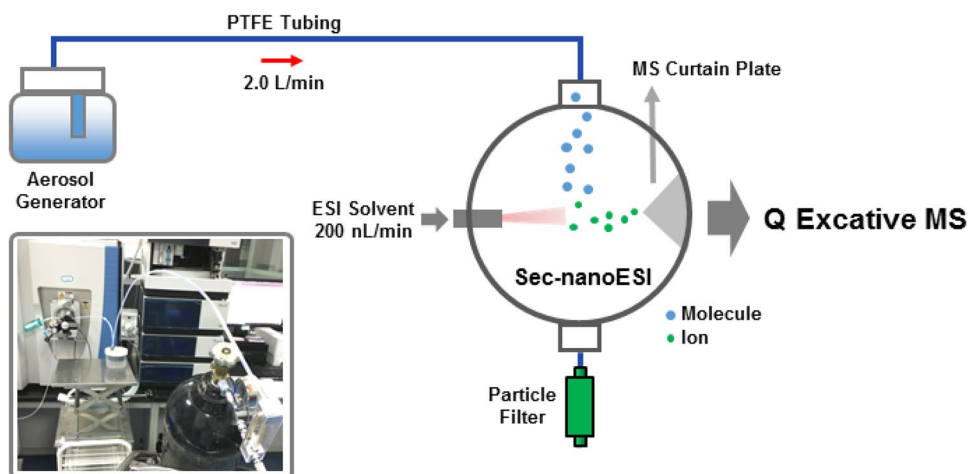 PTFE Tubing
2.0 L/min
MS Curtain Plate
Aerosol
Generator
ESI Solvent
200 nL/min
Q Excative MS
Sec-nanoESI
Molecule
Ion
Particle
Filter